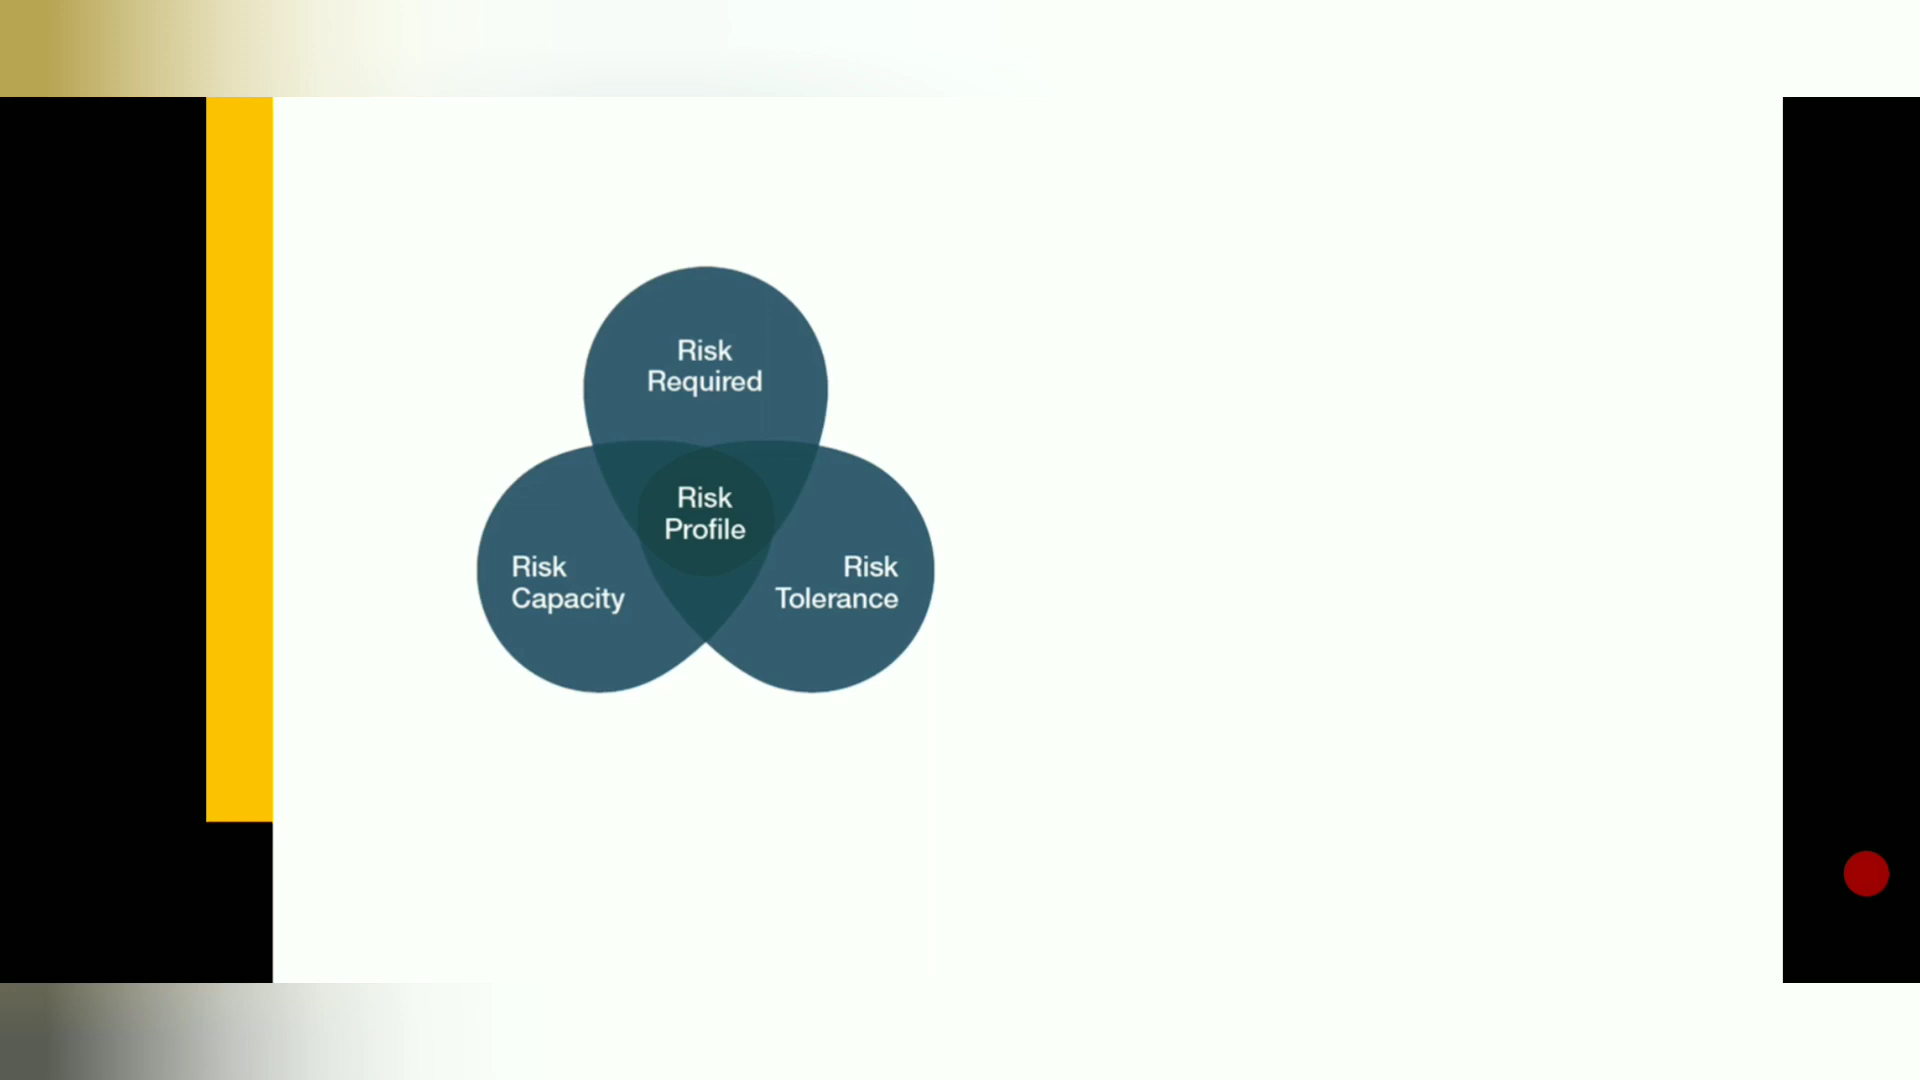 Risk
Required
Risk
Profile
Risk
Capacity
Risk
Tolerance